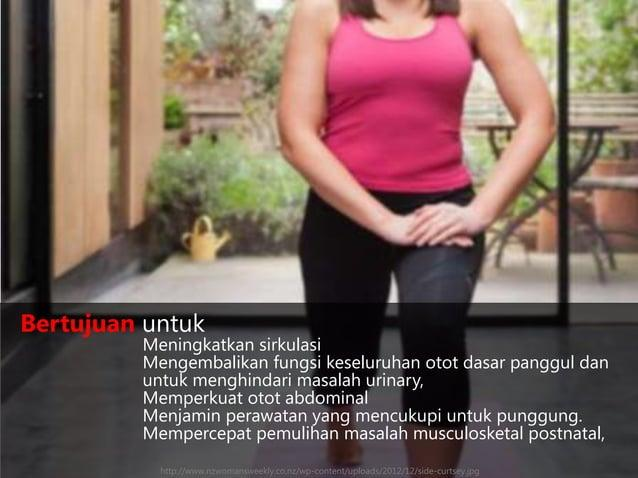 Bertujuan untuk
Meningkatkan sirkulasi
Mengembalikan fungsi keseluruhan otot dasar panggul dan
untuk menghindari masalah urinary,
Memperkuat otot abdominal
Menjamin perawatan yang mencukupi untuk punggung.
Mempercepat pemulihan masalah musculosketal postnatal,
http://www.nzwomansweekly.co.nz/wp-content/uploads/2012/12/side-curtsey.jpg